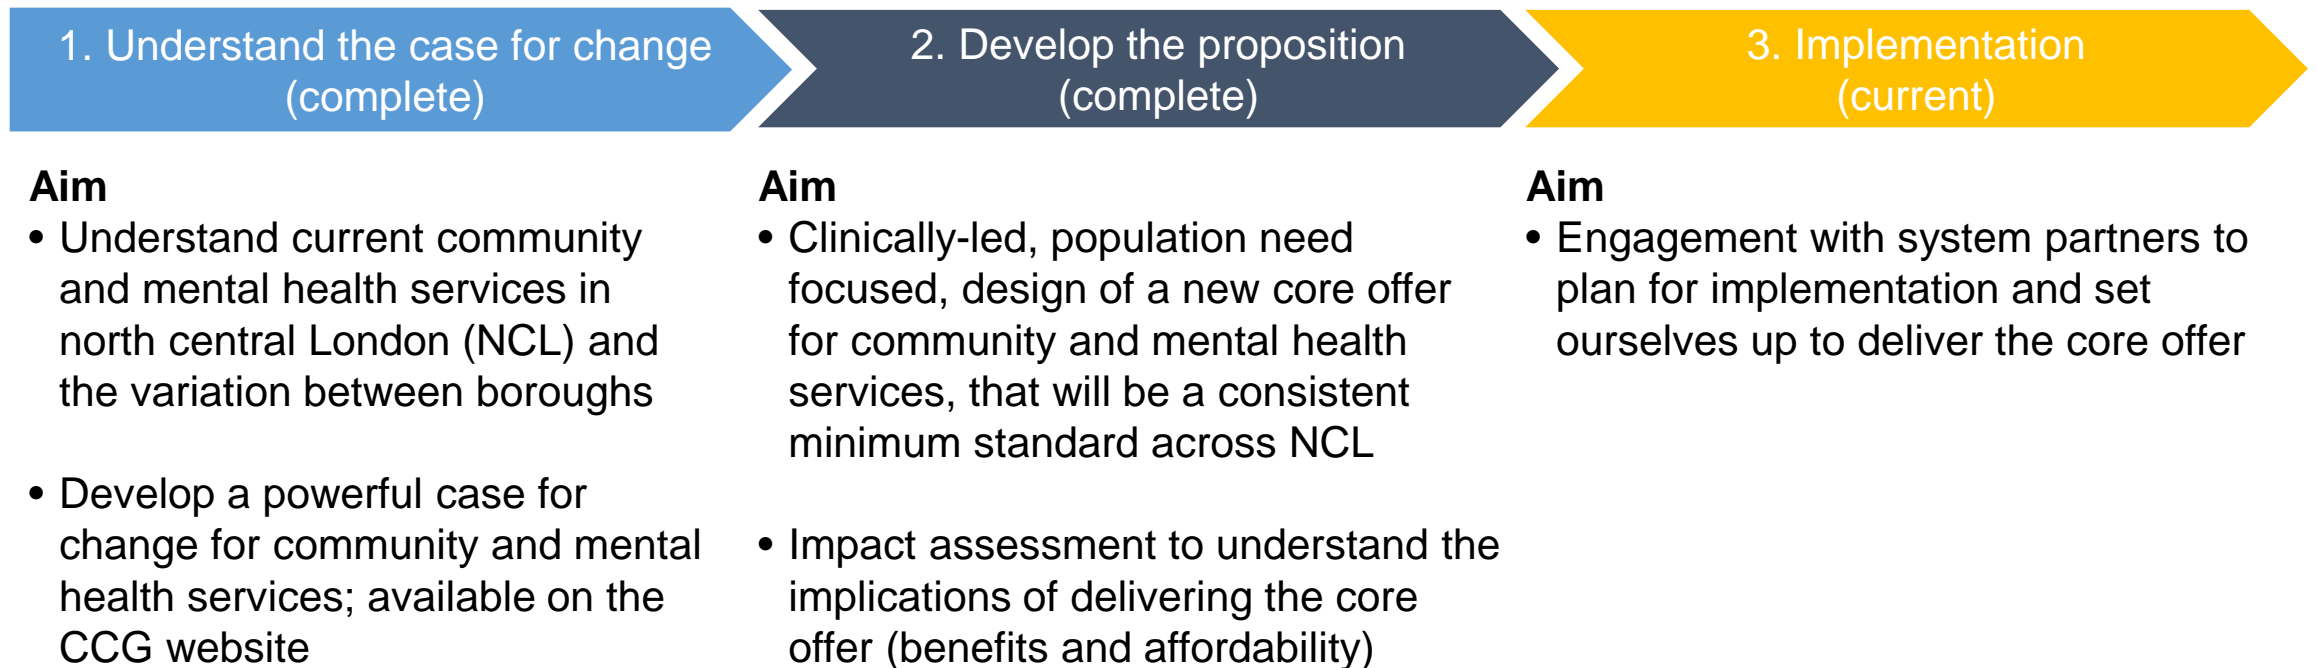 1. Understand the case for change
(complete)
2. Develop the proposition
(complete)
3. Implementation
(current)
Aim
• Understand current community
and mental health services in
north central London (NCL) and
the variation between boroughs
• Develop a powerful case for
change for community and mental
health services; available on the
CCG website
Aim
• Clinically-led, population need
focused, design of a new core offer
for community and mental health
services, that will be a consistent
minimum standard across NCL
• Impact assessment to understand the
implications of delivering the core
offer (benefits and affordability)
Aim
• Engagement with system partners to
plan for implementation and set
ourselves up to deliver the core offer